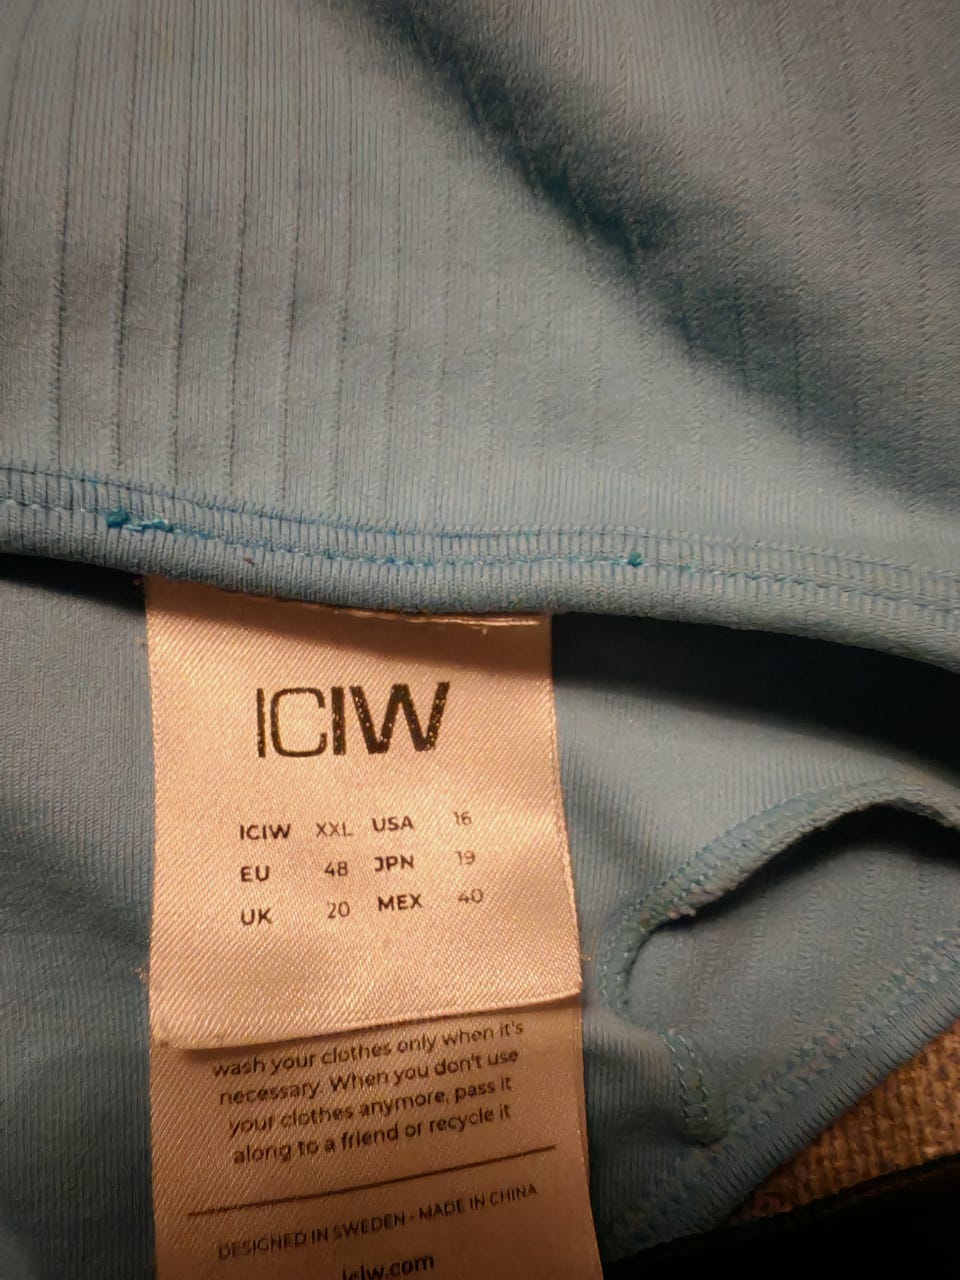 ICIW
ICIW XXL USA 16
EU 48 JPN 19
UK 20 MEX 40
wash your clothes only when it's
necessary. When you don't use
your clothes anymore, pass it
along to a friend or recycle it
DESIGNED IN SWEDEN - MADE IN CHINA
iciw.com